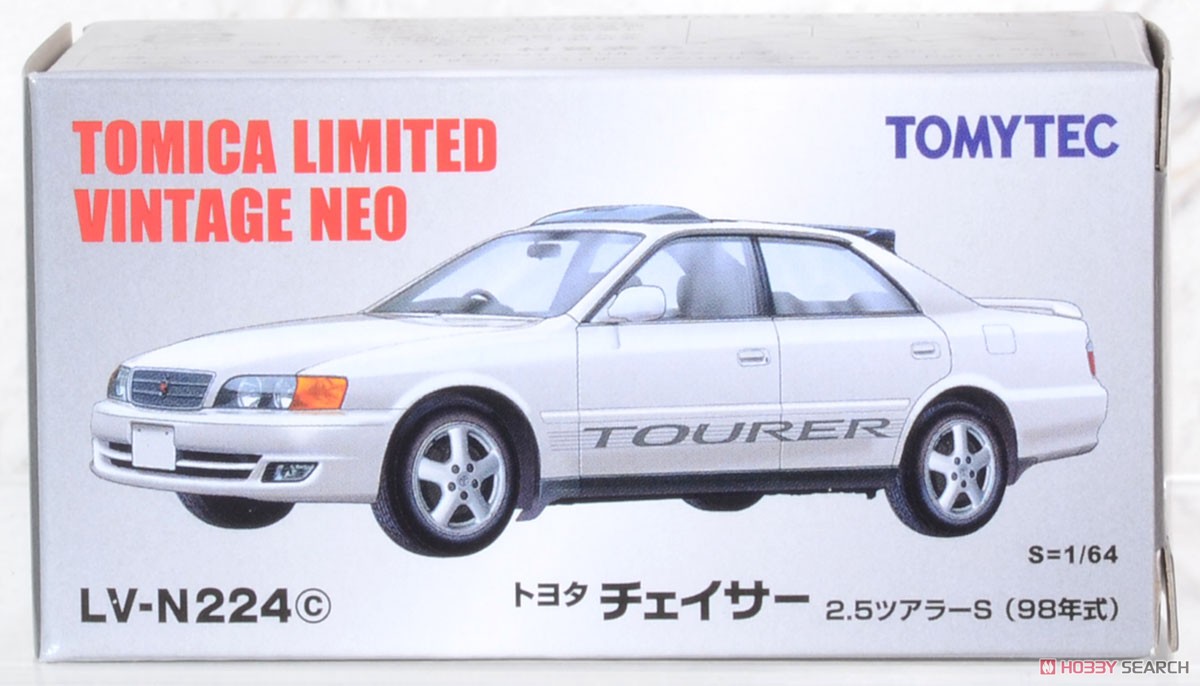 TOMICA LIMITED
VINTAGE NEO
TOMYTEC
TOURER
S=1/64
LV-N224ⓒ
トヨタ チェイサー 2.5ツアラーS (98年式)
HOBBY SEARCH